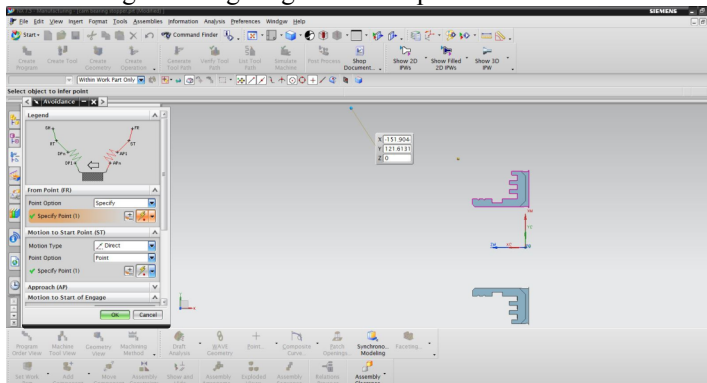 SIEMENS
File Edit View Insert Format Tools Assemblies Information Analysis Preferences Window Help
Start Command Finder
Create Program Create Tool Create Geometry Create Operation Generate Tool Path Verify Tool Path List Tool Path Simulate Machine Post Process Shop Document... Show 2D IPWs Show Filled 2D IPWs Show 3D IPW
Within Work Part Only
Select object to infer point
Avoidance
Legend
FR
ST
AP1
From Point (FR)
Point Option Specify
Specify Point (1)
Motion to Start Point (ST)
Motion Type Direct
Point Option Point
Specify Point (1)
Approach (AP)
Motion to Start of Engage
OK Cancel
X -151.904
Y 121.6131
Z 0
Program Order View Machine Tool View Geometry View Machining Method Draft Analysis WAVE Geometry Point... Composite Curve... Patch Openings... Synchrono... Modeling Faceting...
Set Work Add Move Assembly Show and Assembly Exploded Assembly Relations Assembly